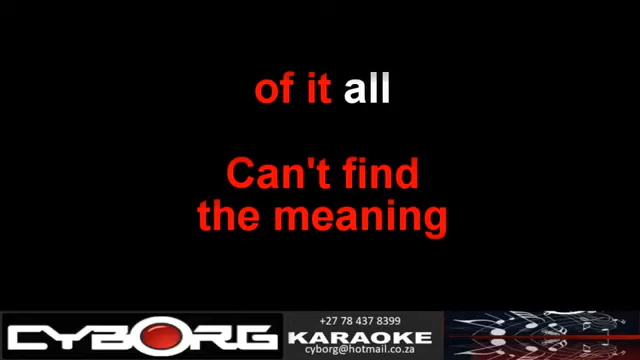 of it all
Can't find
the meaning
CYBORG
+27 78 437 8399
KARAOKE
cyborg@hotmail.co.za